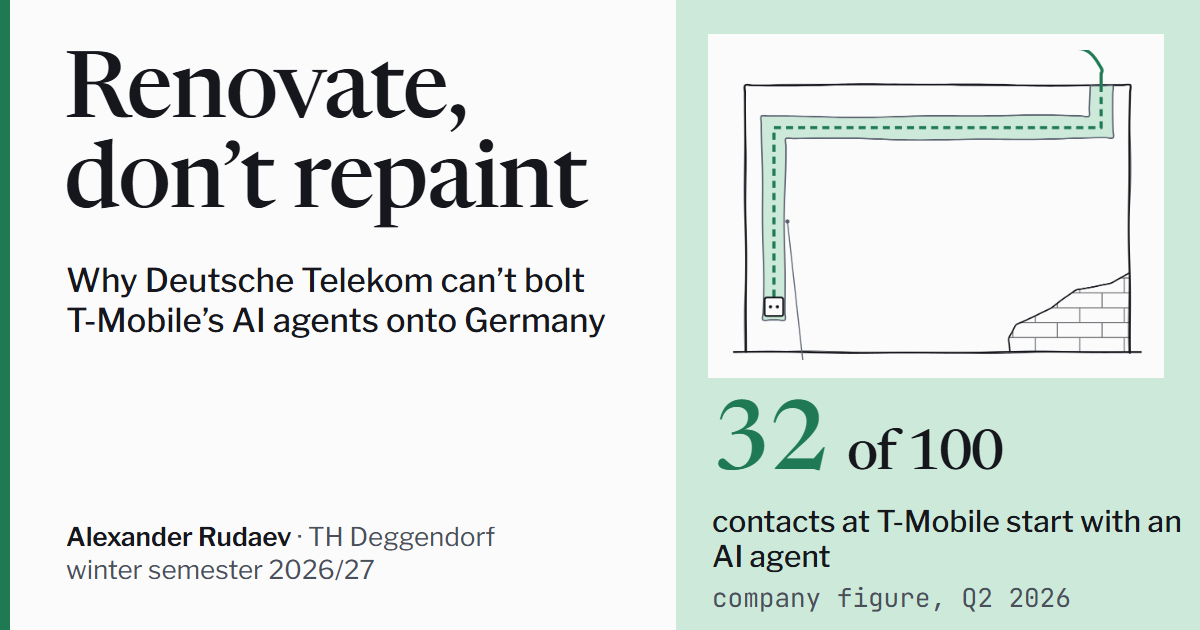 Renovate,
don’t repaint
Why Deutsche Telekom can’t bolt
T-Mobile’s AI agents onto Germany
Alexander Rudaev · TH Deggendorf
winter semester 2026/27
32 of 100
contacts at T-Mobile start with an
AI agent
company figure, Q2 2026